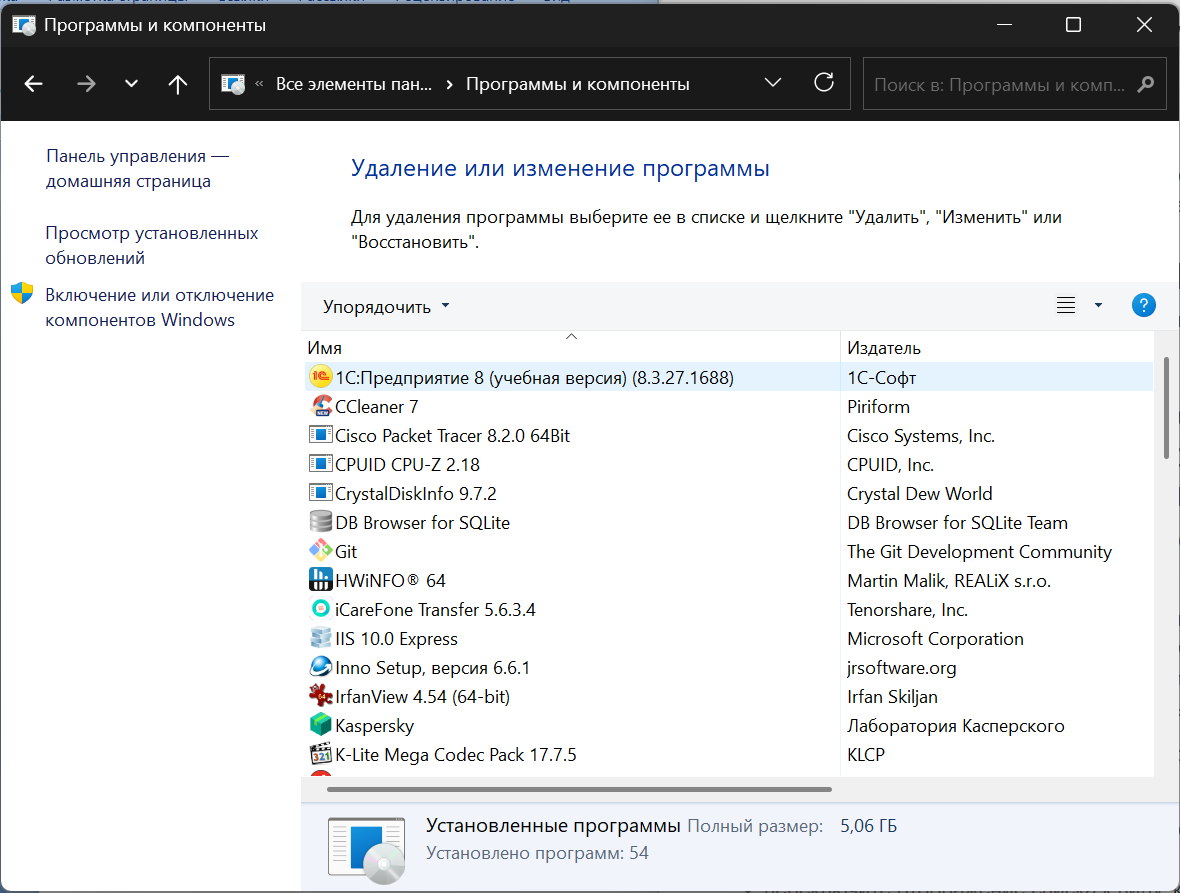 Программы и компоненты
« Все элементы пан... › Программы и компоненты
Поиск в: Программы и комп...
Панель управления —
домашняя страница
Просмотр установленных
обновлений
Включение или отключение
компонентов Windows
Удаление или изменение программы
Для удаления программы выберите ее в списке и щелкните "Удалить", "Изменить" или
"Восстановить".
Упорядочить
Имя Издатель
1С:Предприятие 8 (учебная версия) (8.3.27.1688) 1С-Софт
CCleaner 7 Piriform
Cisco Packet Tracer 8.2.0 64Bit Cisco Systems, Inc.
CPUID CPU-Z 2.18 CPUID, Inc.
CrystalDiskInfo 9.7.2 Crystal Dew World
DB Browser for SQLite DB Browser for SQLite Team
Git The Git Development Community
HWiNFO® 64 Martin Malik, REALiX s.r.o.
iCareFone Transfer 5.6.3.4 Tenorshare, Inc.
IIS 10.0 Express Microsoft Corporation
Inno Setup, версия 6.6.1 jrsoftware.org
IrfanView 4.54 (64-bit) Irfan Skiljan
Kaspersky Лаборатория Касперского
K-Lite Mega Codec Pack 17.7.5 KLCP
Установленные программы Полный размер: 5,06 ГБ
Установлено программ: 54